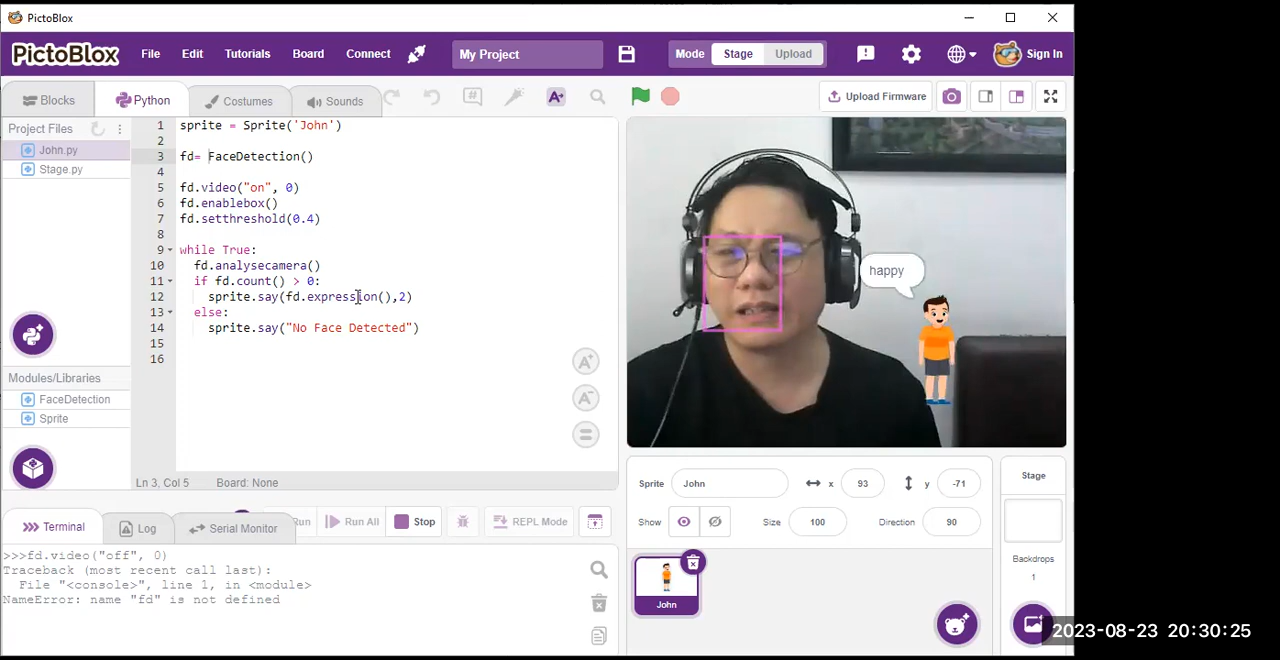 PictoBlox
PictoBlox File Edit Tutorials Board Connect My Project Mode Stage Upload Sign In
Blocks Python Costumes Sounds Upload Firmware
Project Files
John.py
Stage.py
1 sprite = Sprite('John')
2
3 fd= FaceDetection()
4
5 fd.video("on", 0)
6 fd.enablebox()
7 fd.setthreshold(0.4)
8
9 while True:
10 fd.analysecamera()
11 if fd.count() > 0:
12 sprite.say(fd.expression(),2)
13 else:
14 sprite.say("No Face Detected")
15
16
Modules/Libraries
FaceDetection
Sprite
Ln 3, Col 5 Board: None
happy
Terminal Log Serial Monitor Run All Stop REPL Mode
>>>fd.video("off", 0)
Traceback (most recent call last):
File "<console>", line 1, in <module>
NameError: name "fd" is not defined
Sprite John x 93 y -71
Show Size 100 Direction 90
John
Stage
Backdrops
1
2023-08-23 20:30:25